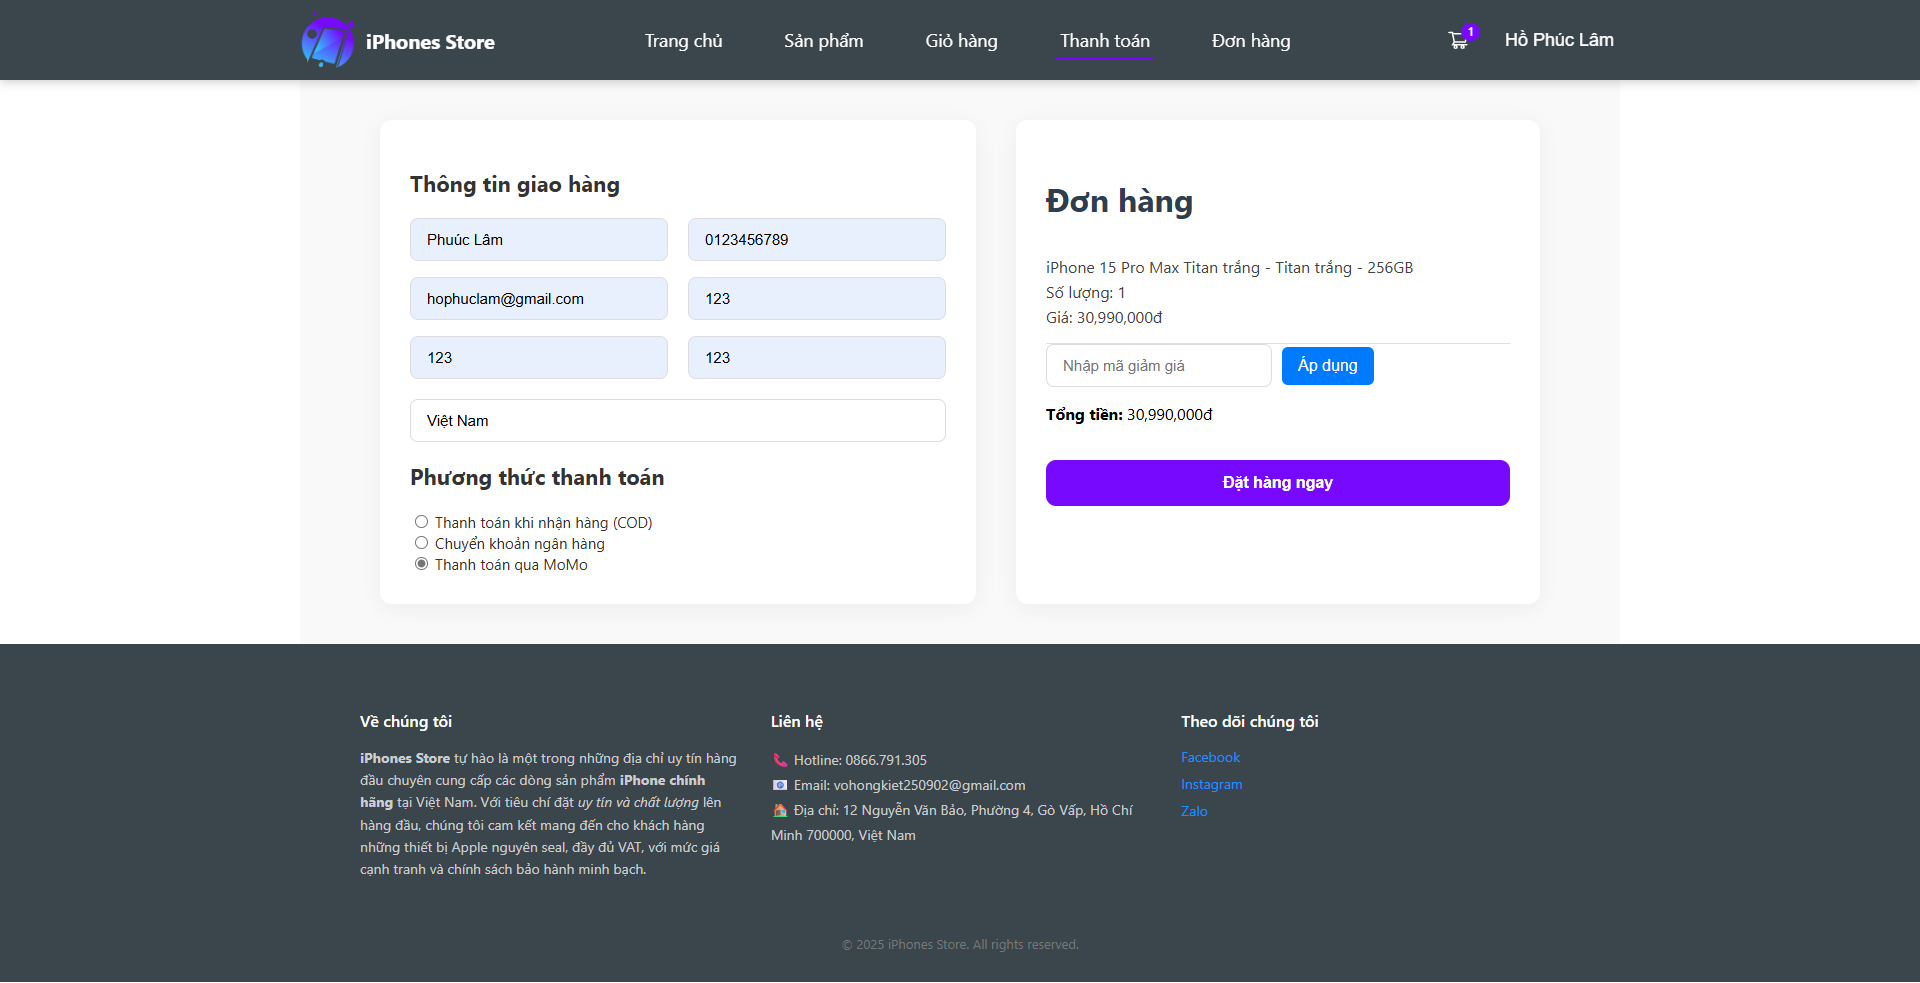 iPhones Store
Trang chủ
Sản phẩm
Giỏ hàng
Thanh toán
Đơn hàng
1
Hồ Phúc Lâm
Thông tin giao hàng
Phuúc Lâm
0123456789
hophuclam@gmail.com
123
123
123
Việt Nam
Phương thức thanh toán
Thanh toán khi nhận hàng (COD)
Chuyển khoản ngân hàng
Thanh toán qua MoMo
Đơn hàng
iPhone 15 Pro Max Titan trắng - Titan trắng - 256GB
Số lượng: 1
Giá: 30,990,000đ
Nhập mã giảm giá
Áp dụng
Tổng tiền: 30,990,000đ
Đặt hàng ngay
Về chúng tôi
iPhones Store tự hào là một trong những địa chỉ uy tín hàng
đầu chuyên cung cấp các dòng sản phẩm iPhone chính
hãng tại Việt Nam. Với tiêu chí đặt uy tín và chất lượng lên
hàng đầu, chúng tôi cam kết mang đến cho khách hàng
những thiết bị Apple nguyên seal, đầy đủ VAT, với mức giá
cạnh tranh và chính sách bảo hành minh bạch.
Liên hệ
Hotline: 0866.791.305
Email: vohongkiet250902@gmail.com
Địa chỉ: 12 Nguyễn Văn Bảo, Phường 4, Gò Vấp, Hồ Chí
Minh 700000, Việt Nam
Theo dõi chúng tôi
Facebook
Instagram
Zalo
© 2025 iPhones Store. All rights reserved.